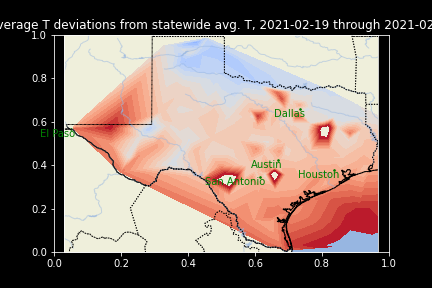 verage T deviations from statewide avg. T, 2021-02-19 through 2021-02
1.0
0.8
0.6
0.4
0.2
0.0
Dallas
El Paso
Austin
San Antonio
Houston
0.0 0.2 0.4 0.6 0.8 1.0